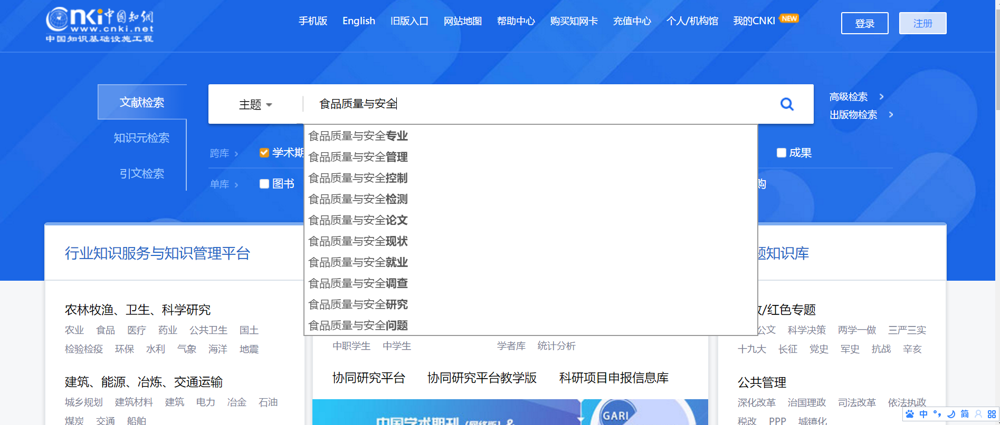 cnki中国知网
www.cnki.net
中国知识基础设施工程
手机版 English 旧版入口 网站地图 帮助中心 购买知网卡 充值中心 个人/机构馆 我的CNKI NEW 登录 注册
文献检索 主题 食品质量与安全 高级检索 >
出版物检索 >
食品质量与安全专业
知识元检索
跨库 > 学术期 成果
食品质量与安全管理
引文检索
食品质量与安全控制
单库 > 图书 购
食品质量与安全检测
食品质量与安全论文
食品质量与安全现状
食品质量与安全就业
食品质量与安全调查
食品质量与安全研究
食品质量与安全问题
行业知识服务与知识管理平台
农林牧渔、卫生、科学研究
农业 食品 医疗 药业 公共卫生 国土
检验检疫 环保 水利 气象 海洋 地震
建筑、能源、冶炼、交通运输
城乡规划 建筑材料 建筑 电力 冶金 石油
煤炭 交通 船舶
中职学生 中学生 学者库 统计分析
协同研究平台 协同研究平台教学版 科研项目申报信息库
中国学术期刊（网络版）&
GARI
题知识库
/红色专题
公文 科学决策 两学一做 三严三实
十九大 长征 党史 军史 抗战 辛亥
公共管理
深化改革 治国理政 司法改革 依法执政
税改 PPP 城镇化
中 °, 简